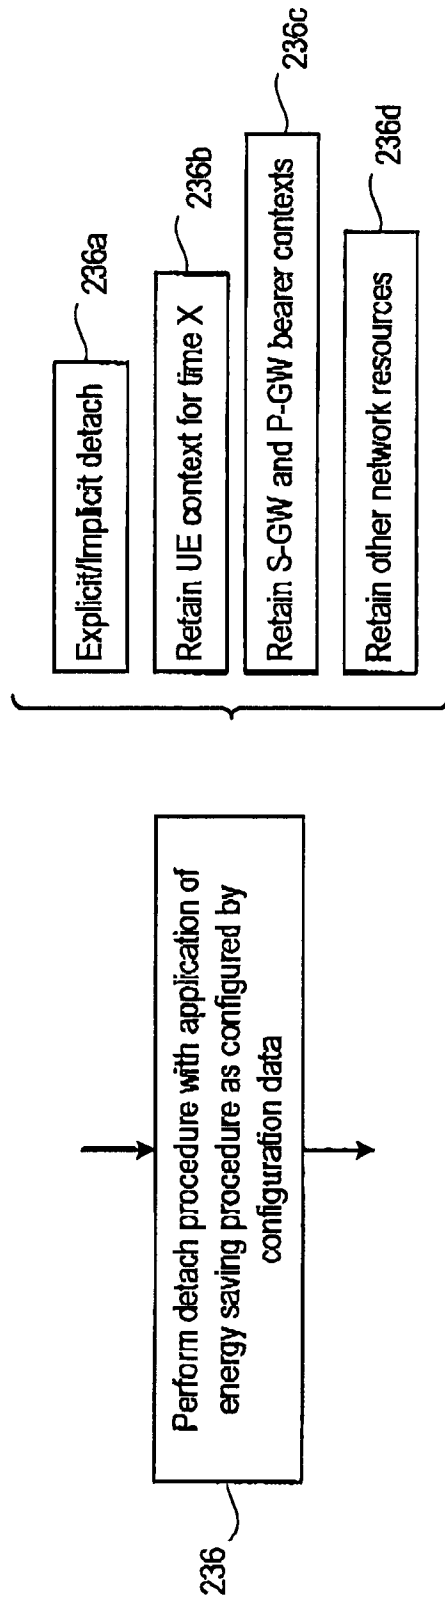 236
Perform detach procedure with application of
energy saving procedure as configured by
configuration data
Explicit/Implicit detach
236a
Retain UE context for time X
236b
Retain S-GW and P-GW bearer contexts
236c
Retain other network resources
236d